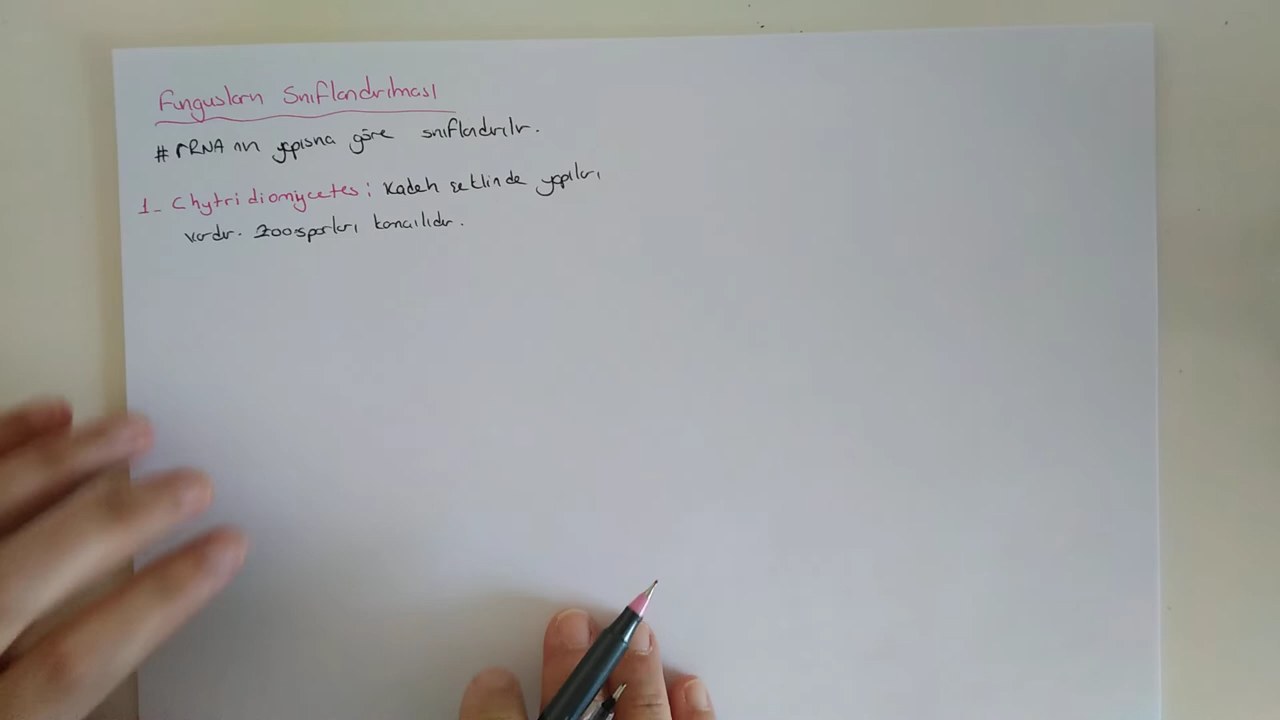 Fungusların Sınıflandırılması
# rRNA nın yapısına göre sınıflandırılır.
1- Chytridiomycetes: Kadeh şeklinde yapıları
vardır. Zoosporları kamçılıdır.